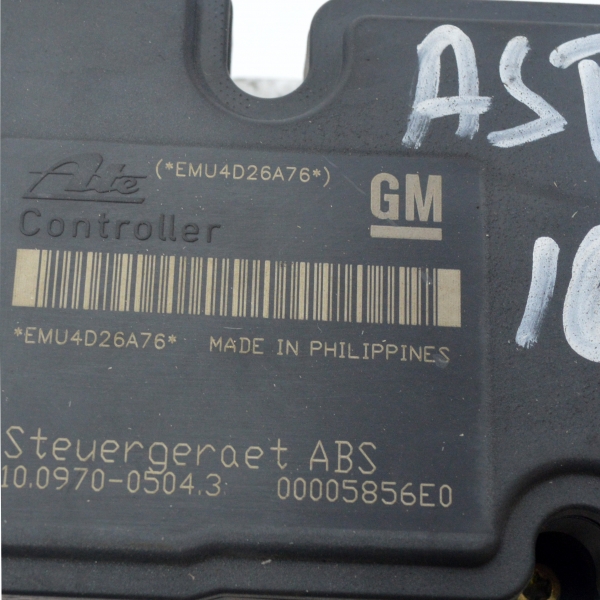 (*EMU4D26A76*)
Ate
GM
Controller
*EMU4D26A76* MADE IN PHILIPPINES
Steuergeraet ABS
10.0970-0504.3 00005856E0